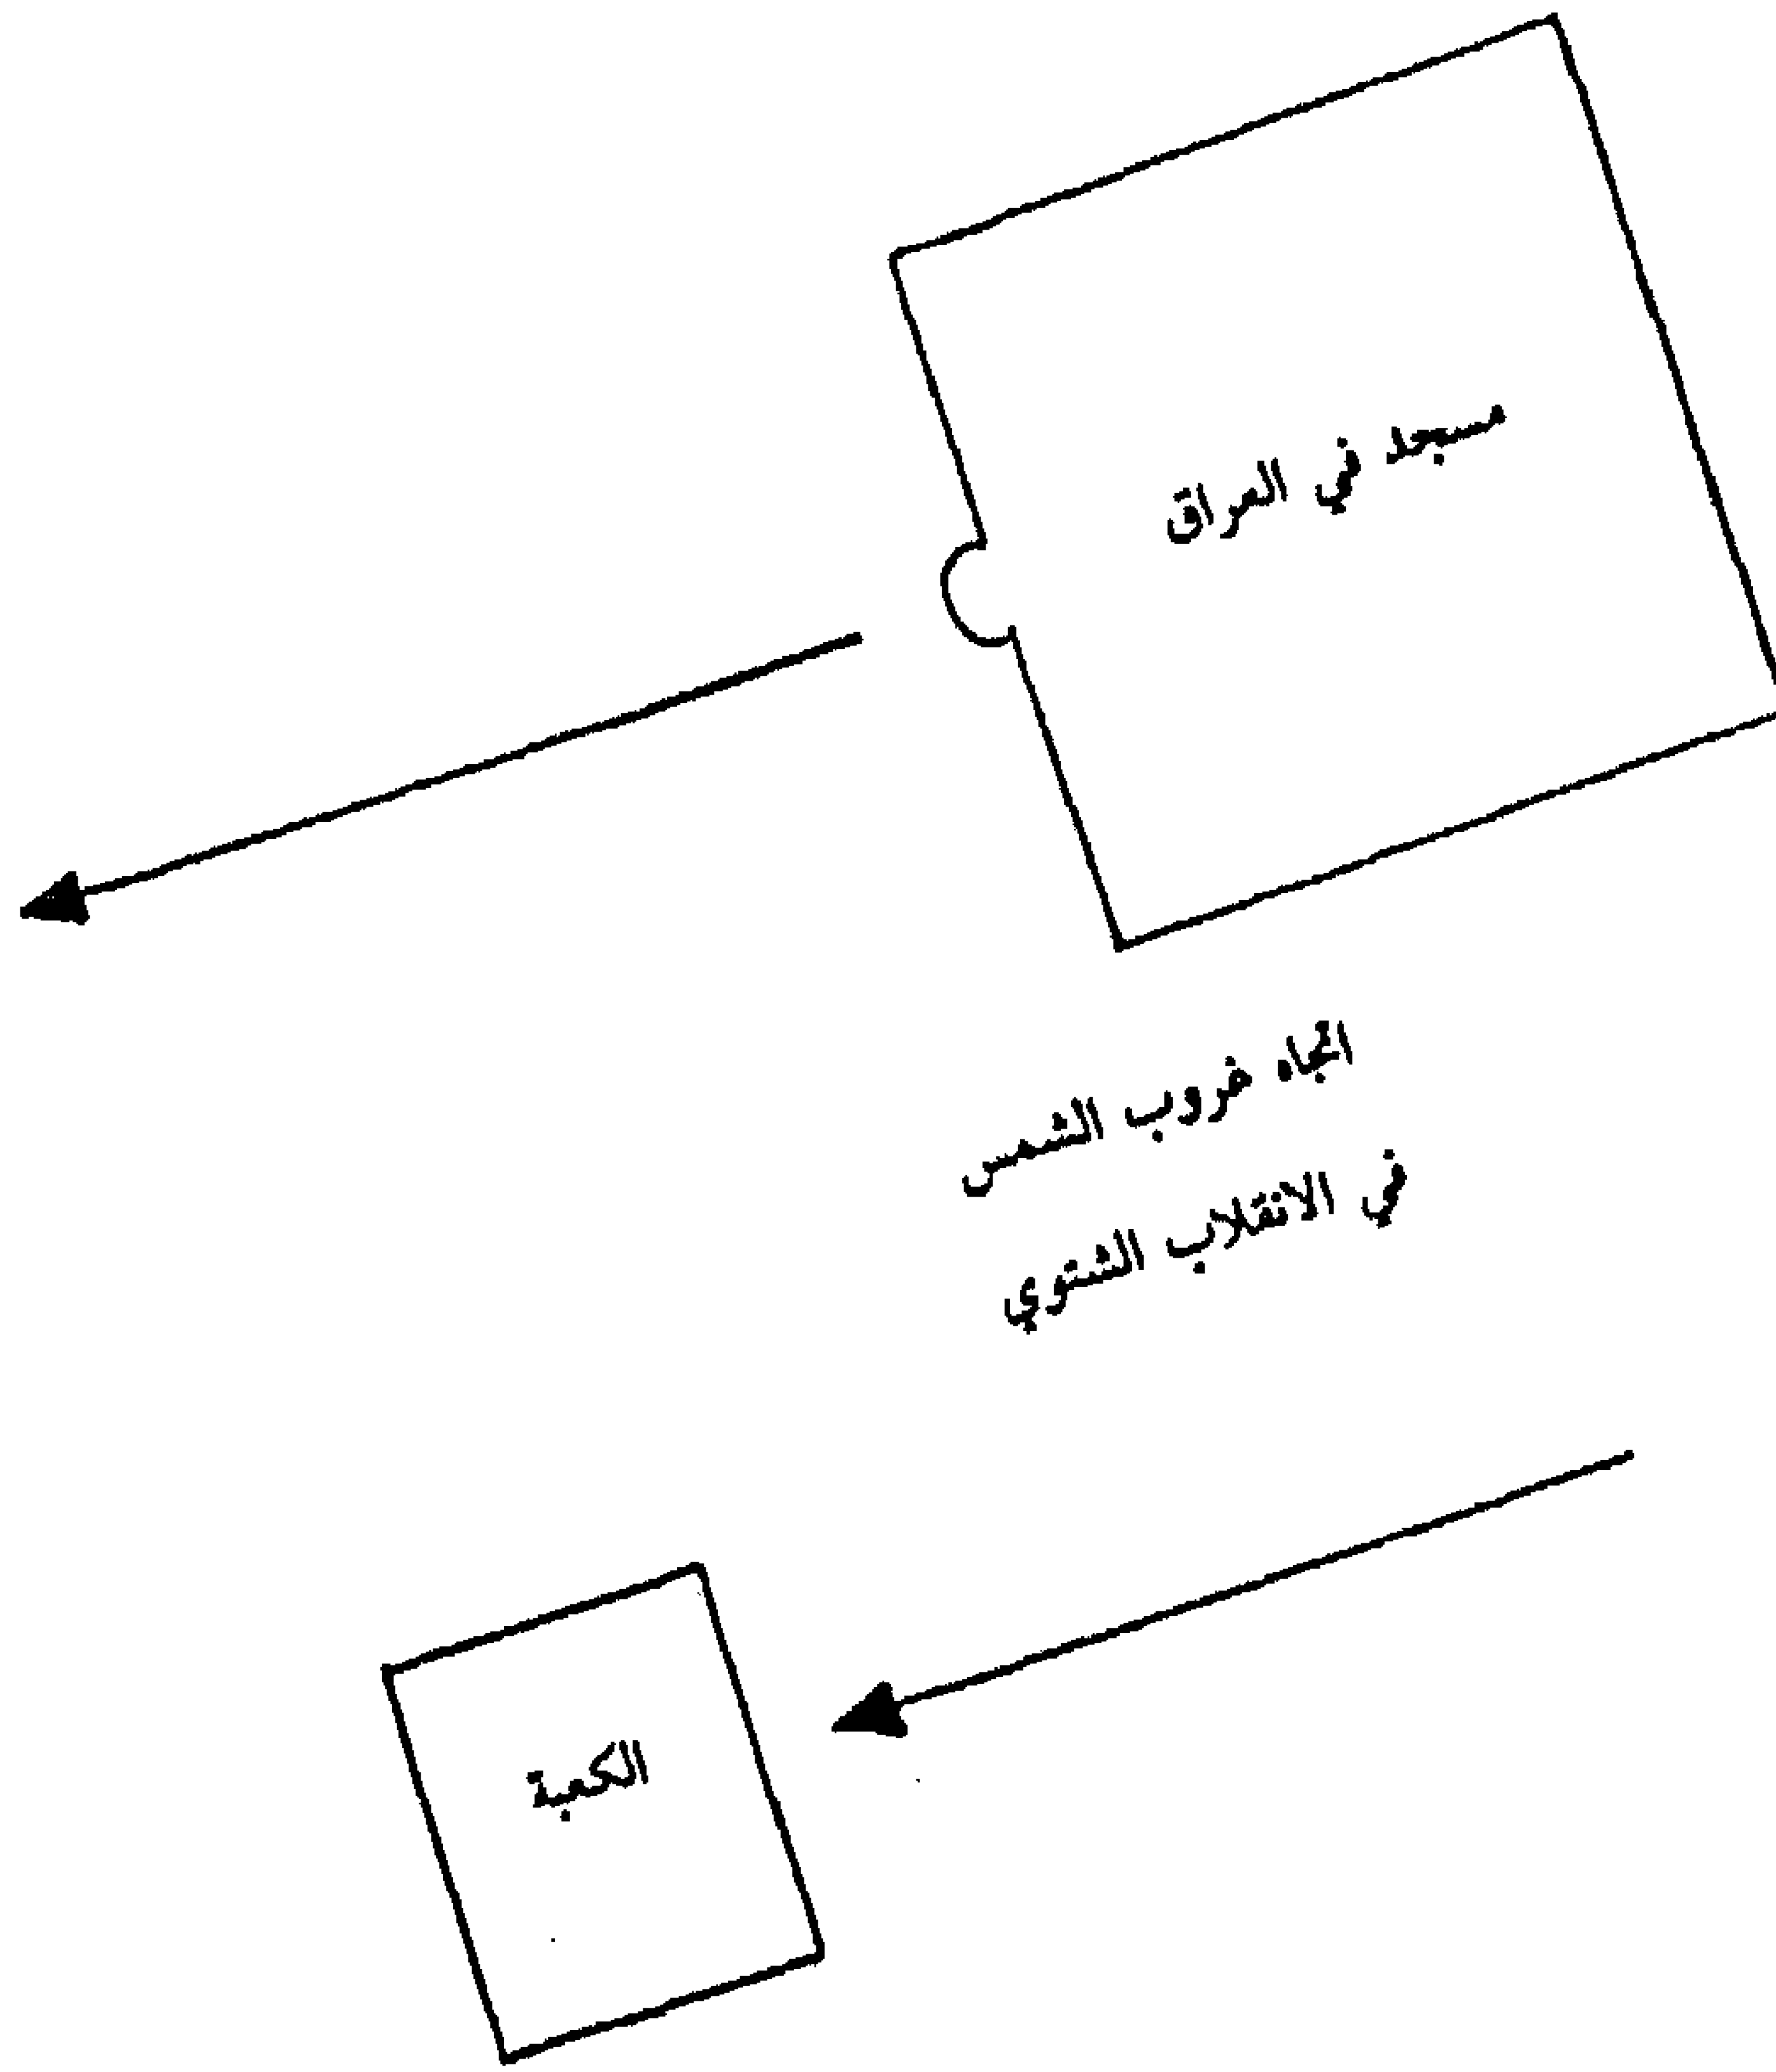 مسجد في العراق
اتجاه غروب الشمس
في الانقلاب الشتوي
الكعبة